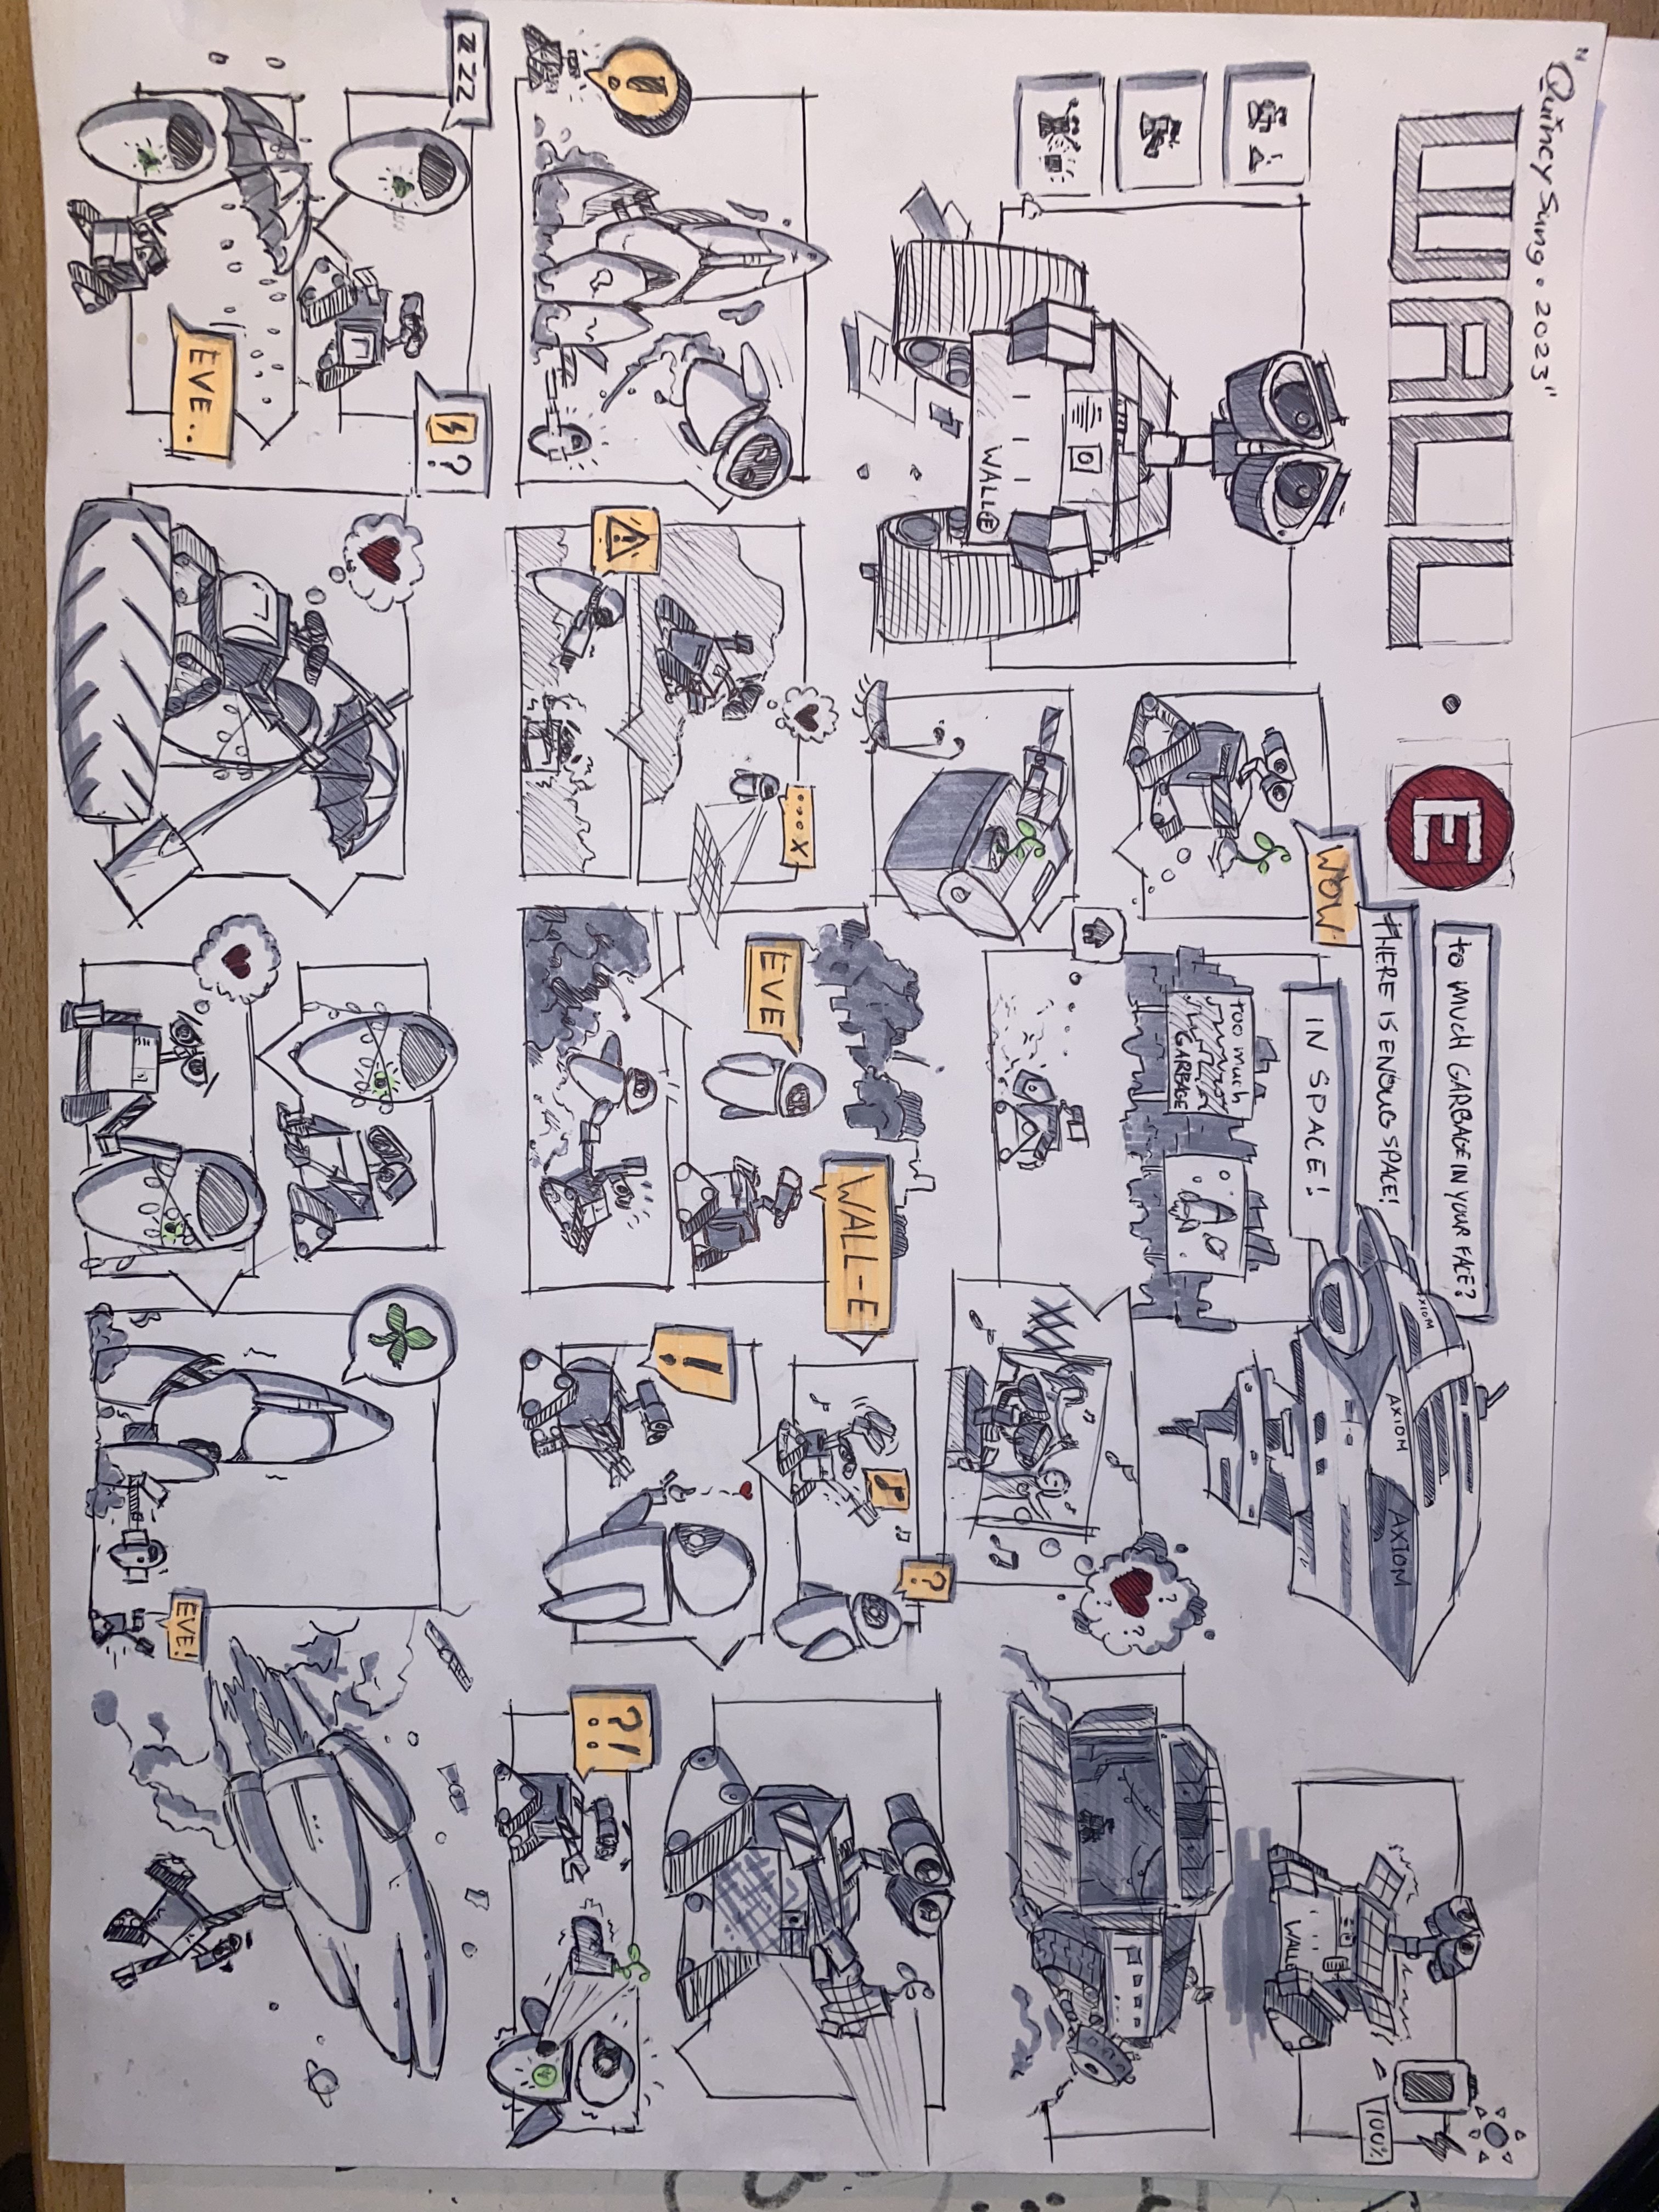 "Quincy Sung • 2023"
WALL • E
to MUCH GARBAGE IN YOUR FACE?
THERE IS ENOUG SPACE!
IN SPACE!
AXIOM
AXIOM
AXIOM
100%
WALL
WALL E
WOW
TOO MUCH
GARBAGE
? ?
!
!
...x
EVE
WALL-E
?
!
?!
ZZZ
?
EVE..
EVE!